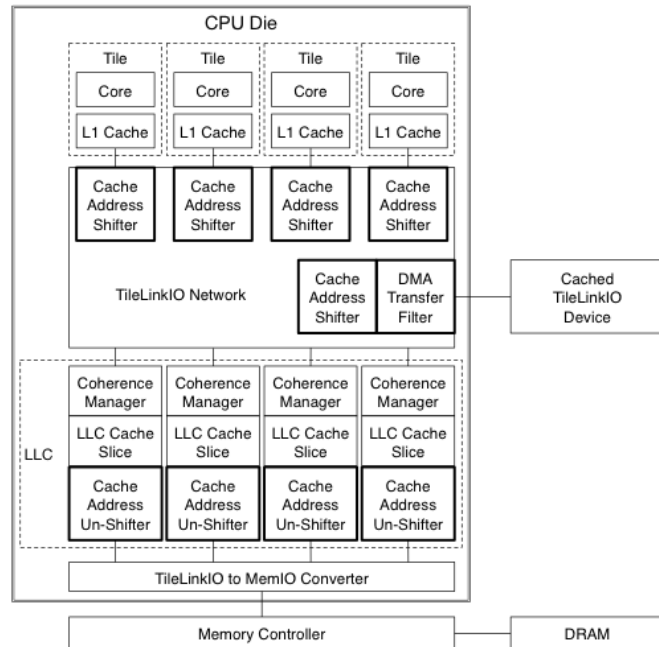 CPU Die
Tile
Tile
Tile
Tile
Core
Core
Core
Core
L1 Cache
L1 Cache
L1 Cache
L1 Cache
Cache
Address
Shifter
Cache
Address
Shifter
Cache
Address
Shifter
Cache
Address
Shifter
TileLinkIO Network
Cache
Address
Shifter
DMA
Transfer
Filter
Cached
TileLinkIO
Device
LLC
Coherence
Manager
Coherence
Manager
Coherence
Manager
Coherence
Manager
LLC Cache
Slice
LLC Cache
Slice
LLC Cache
Slice
LLC Cache
Slice
Cache
Address
Un-Shifter
Cache
Address
Un-Shifter
Cache
Address
Un-Shifter
Cache
Address
Un-Shifter
TileLinkIO to MemIO Converter
Memory Controller
DRAM